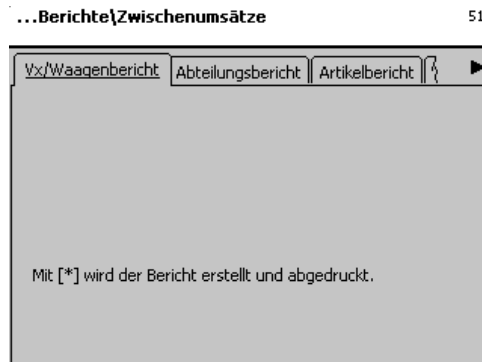 ...Berichte\Zwischenumsätze 51
Vx/Waagenbericht Abteilungsbericht Artikelbericht
Mit [*] wird der Bericht erstellt und abgedruckt.